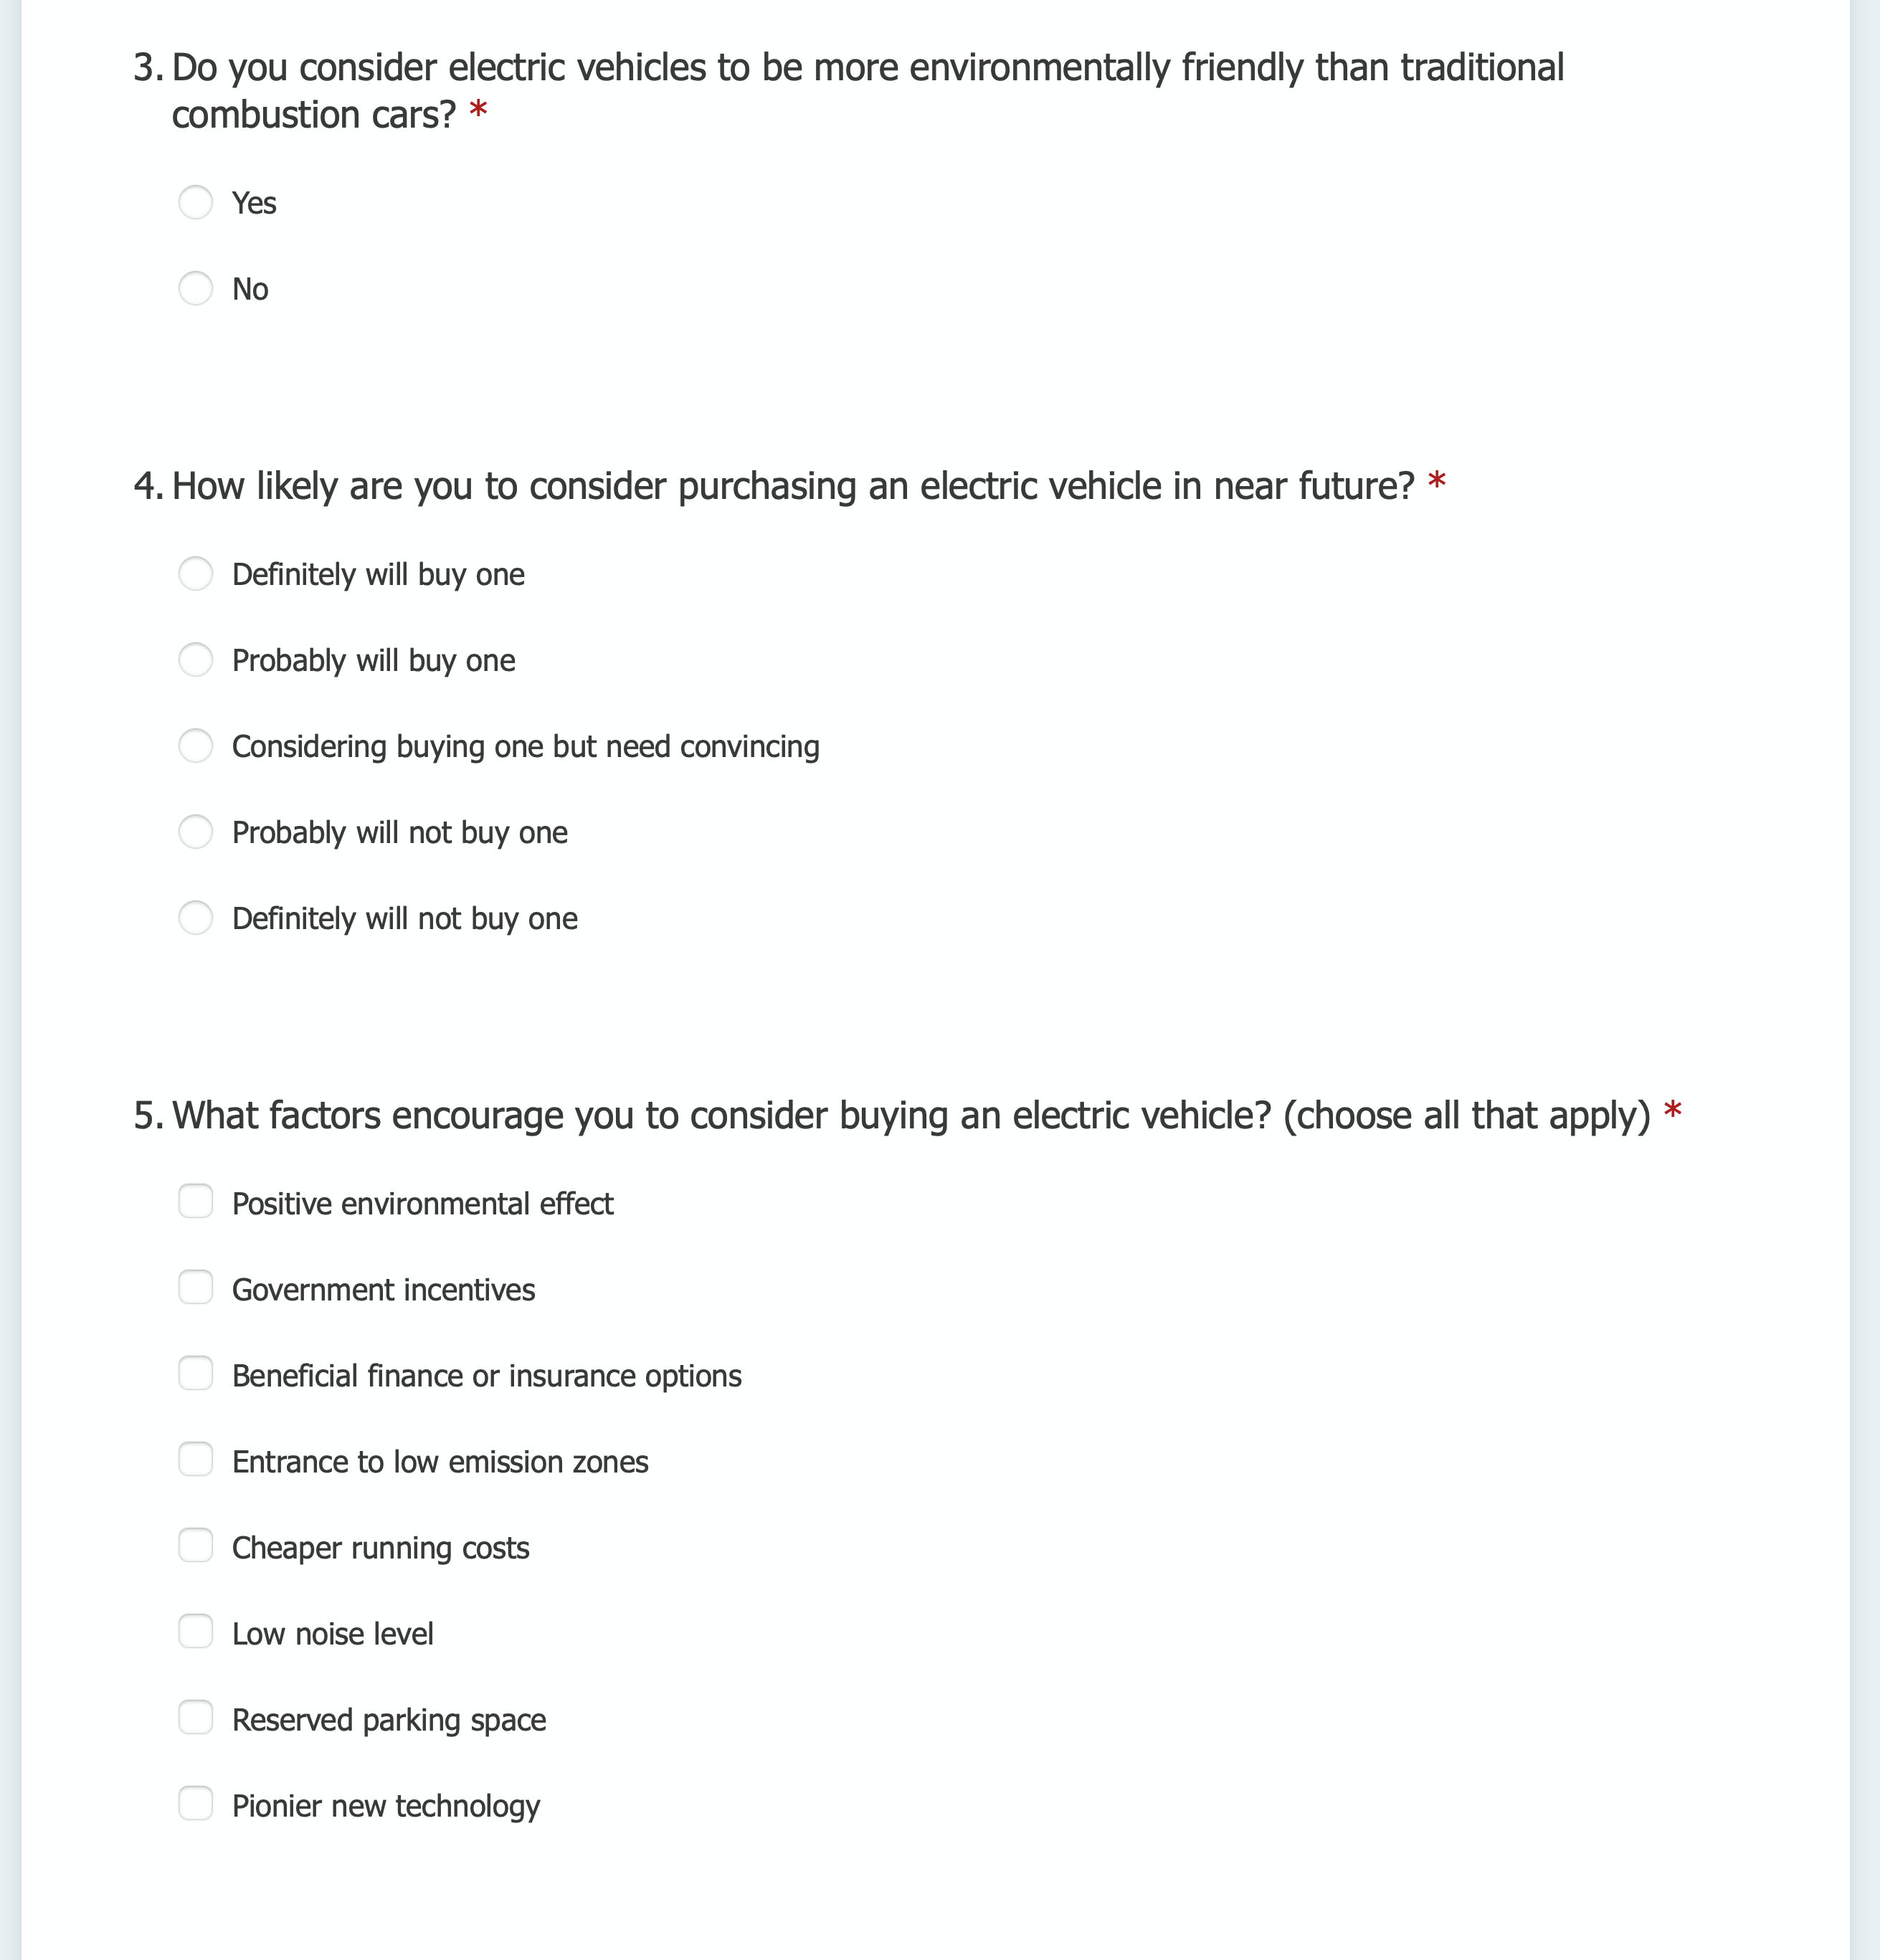 3. Do you consider electric vehicles to be more environmentally friendly than traditional
combustion cars? *
Yes
No
4. How likely are you to consider purchasing an electric vehicle in near future? *
Definitely will buy one
Probably will buy one
Considering buying one but need convincing
Probably will not buy one
Definitely will not buy one
5. What factors encourage you to consider buying an electric vehicle? (choose all that apply) *
Positive environmental effect
Government incentives
Beneficial finance or insurance options
Entrance to low emission zones
Cheaper running costs
Low noise level
Reserved parking space
Pionier new technology